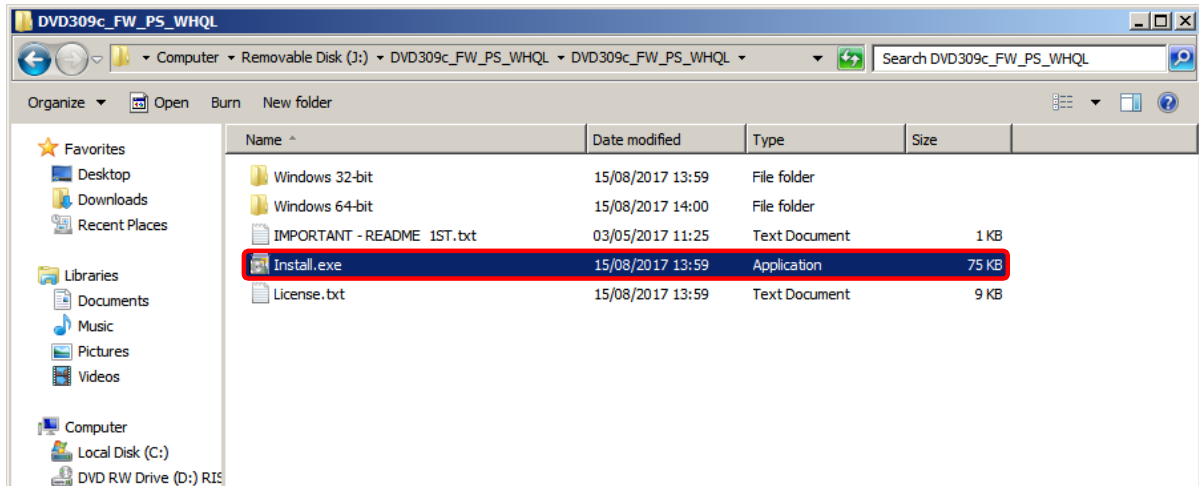 DVD309c_FW_PS_WHQL
Computer Removable Disk (J:) DVD309c_FW_PS_WHQL DVD309c_FW_PS_WHQL Search DVD309c_FW_PS_WHQL
Organize Open Burn New folder
Name Date modified Type Size
Favorites
Desktop
Downloads
Recent Places
Libraries
Documents
Music
Pictures
Videos
Computer
Local Disk (C:)
DVD RW Drive (D:) RIS
Windows 32-bit 15/08/2017 13:59 File folder
Windows 64-bit 15/08/2017 14:00 File folder
IMPORTANT - README 1ST.txt 03/05/2017 11:25 Text Document 1 KB
Install.exe 15/08/2017 13:59 Application 75 KB
License.txt 15/08/2017 13:59 Text Document 9 KB